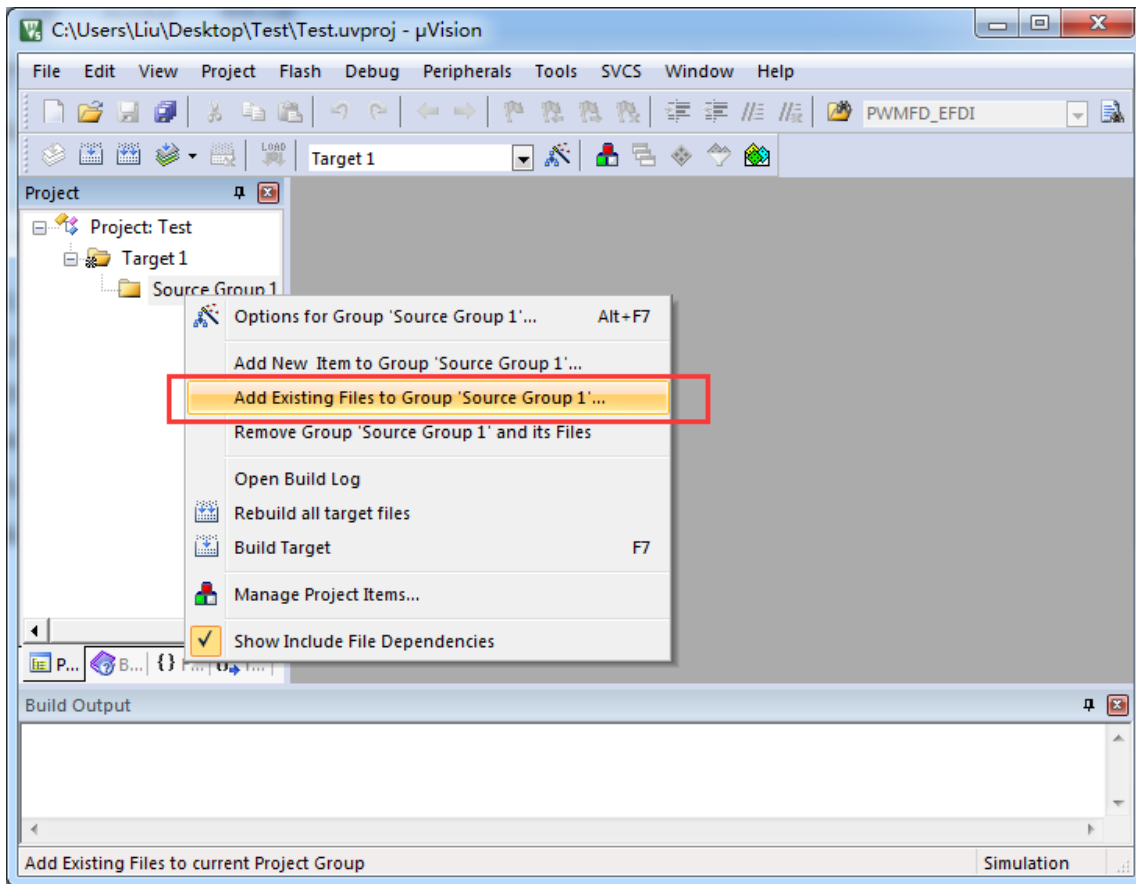 C:\Users\Liu\Desktop\Test\Test.uvproj - µVision
File Edit View Project Flash Debug Peripherals Tools SVCS Window Help
PWMFD_EFDI
LOAD
Target 1
Project
Project: Test
Target 1
Source Group 1
Options for Group 'Source Group 1'... Alt+F7
Add New Item to Group 'Source Group 1'...
Add Existing Files to Group 'Source Group 1'...
Remove Group 'Source Group 1' and its Files
Open Build Log
Rebuild all target files
Build Target F7
Manage Project Items...
Show Include File Dependencies
P... B... {}
Build Output
Add Existing Files to current Project Group Simulation